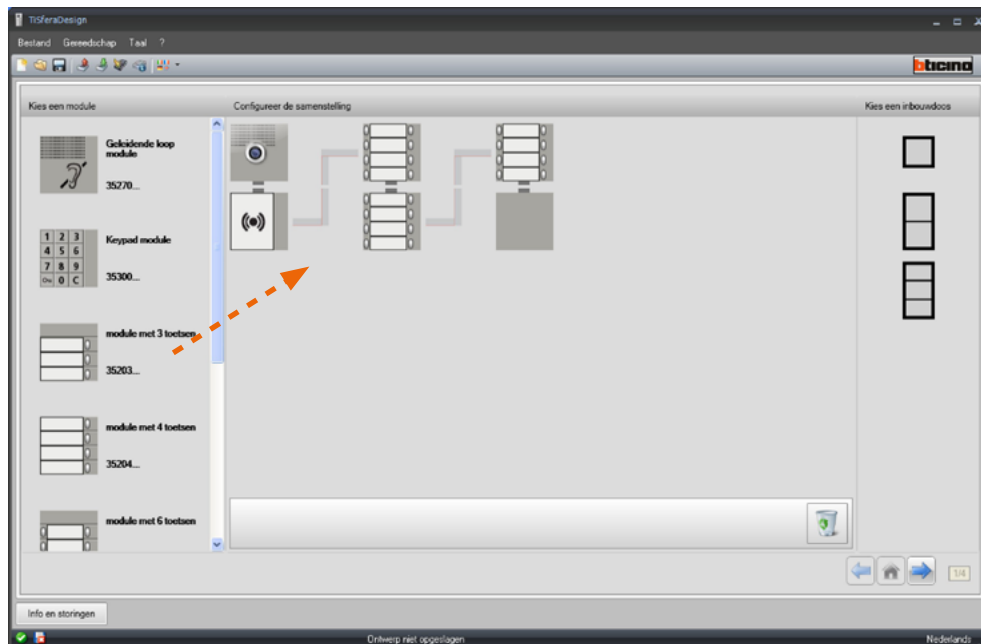 TiSferaDesign
Bestand Gereedschap Taal ?
bticino
Kies een module
Configureer de samenstelling
Kies een inbouwdoos
Geleidende loop
module
35270...
1 2 3
4 5 6
7 8 9
On 0 C
Keypad module
35300...
module met 3 toetsen
35203...
module met 4 toetsen
35204...
module met 6 toetsen
1/4
Info en storingen
Ontwerp niet opgeslagen
Nederlands